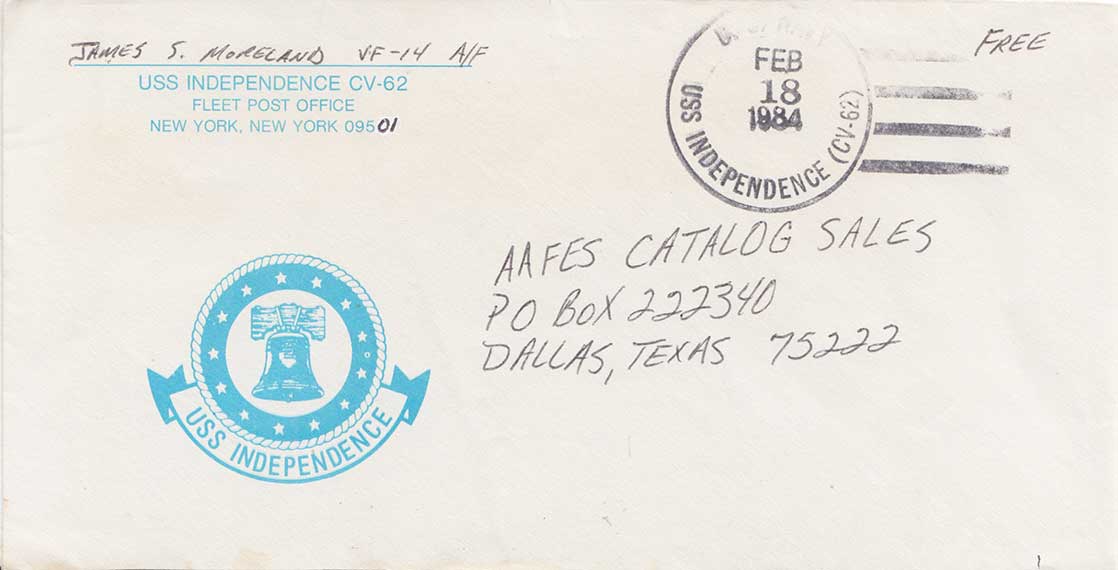 JAMES S. MORELAND VF-14 A/F
USS INDEPENDENCE CV-62
FLEET POST OFFICE
NEW YORK, NEW YORK 09501
FEB
18
1984
USS INDEPENDENCE (CV-62)
FREE
AAFES CATALOG SALES
PO BOX 222340
DALLAS, TEXAS 75222
USS INDEPENDENCE